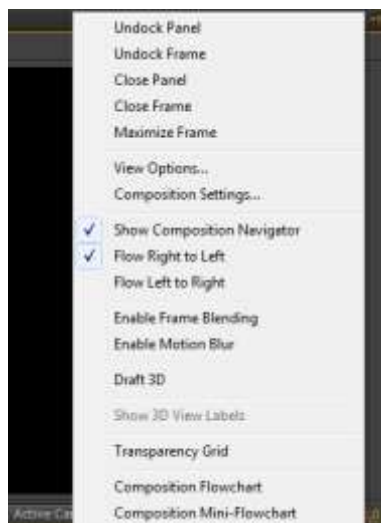 Undock Panel
Undock Frame
Close Panel
Close Frame
Maximize Frame
View Options...
Composition Settings...
Show Composition Navigator
Flow Right to Left
Flow Left to Right
Enable Frame Blending
Enable Motion Blur
Draft 3D
Show 3D View Labels
Transparency Grid
Composition Flowchart
Composition Mini-Flowchart
Active Ca